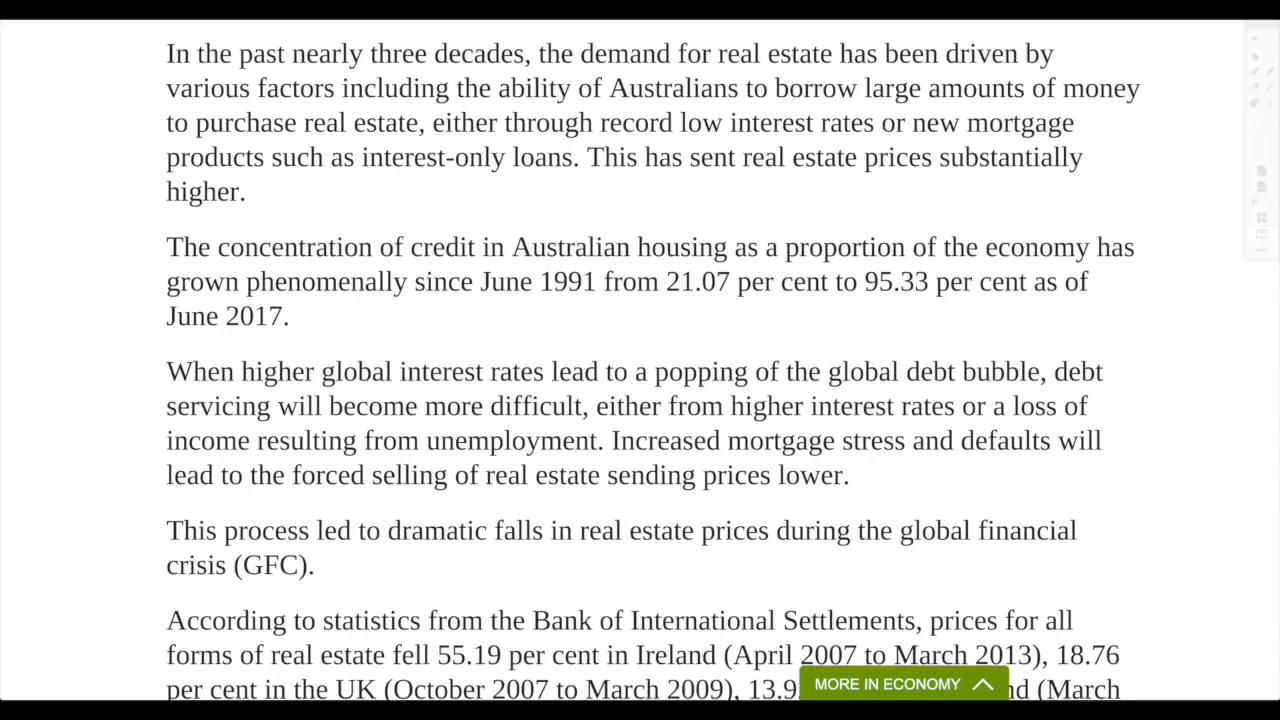 In the past nearly three decades, the demand for real estate has been driven by
various factors including the ability of Australians to borrow large amounts of money
to purchase real estate, either through record low interest rates or new mortgage
products such as interest-only loans. This has sent real estate prices substantially
higher.
The concentration of credit in Australian housing as a proportion of the economy has
grown phenomenally since June 1991 from 21.07 per cent to 95.33 per cent as of
June 2017.
When higher global interest rates lead to a popping of the global debt bubble, debt
servicing will become more difficult, either from higher interest rates or a loss of
income resulting from unemployment. Increased mortgage stress and defaults will
lead to the forced selling of real estate sending prices lower.
This process led to dramatic falls in real estate prices during the global financial
crisis (GFC).
According to statistics from the Bank of International Settlements, prices for all
forms of real estate fell 55.19 per cent in Ireland (April 2007 to March 2013), 18.76
per cent in the UK (October 2007 to March 2009), (March
MORE IN ECONOMY